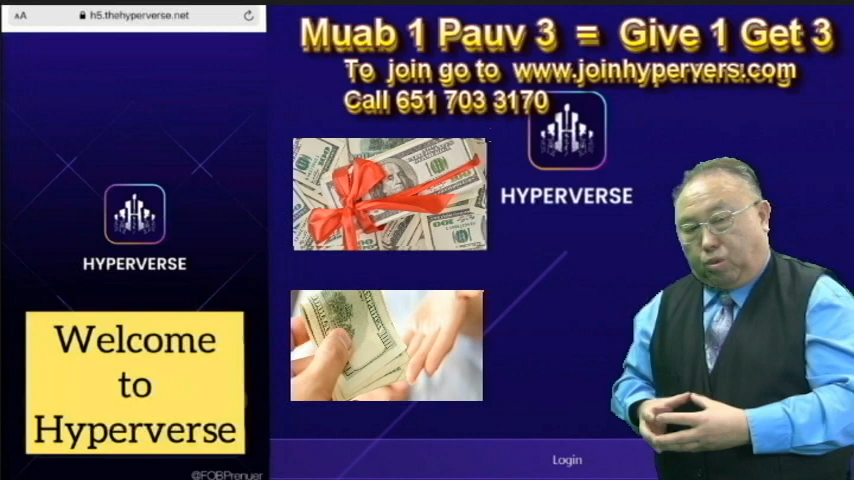 AA h5.thehyperverse.net
Muab 1 Pauv 3 = Give 1 Get 3
To join go to www.joinhypervers.com
Call 651 703 3170
HYPERVERSE
HYPERVERSE
Welcome
to
Hyperverse
Login
@FOBPrenuer